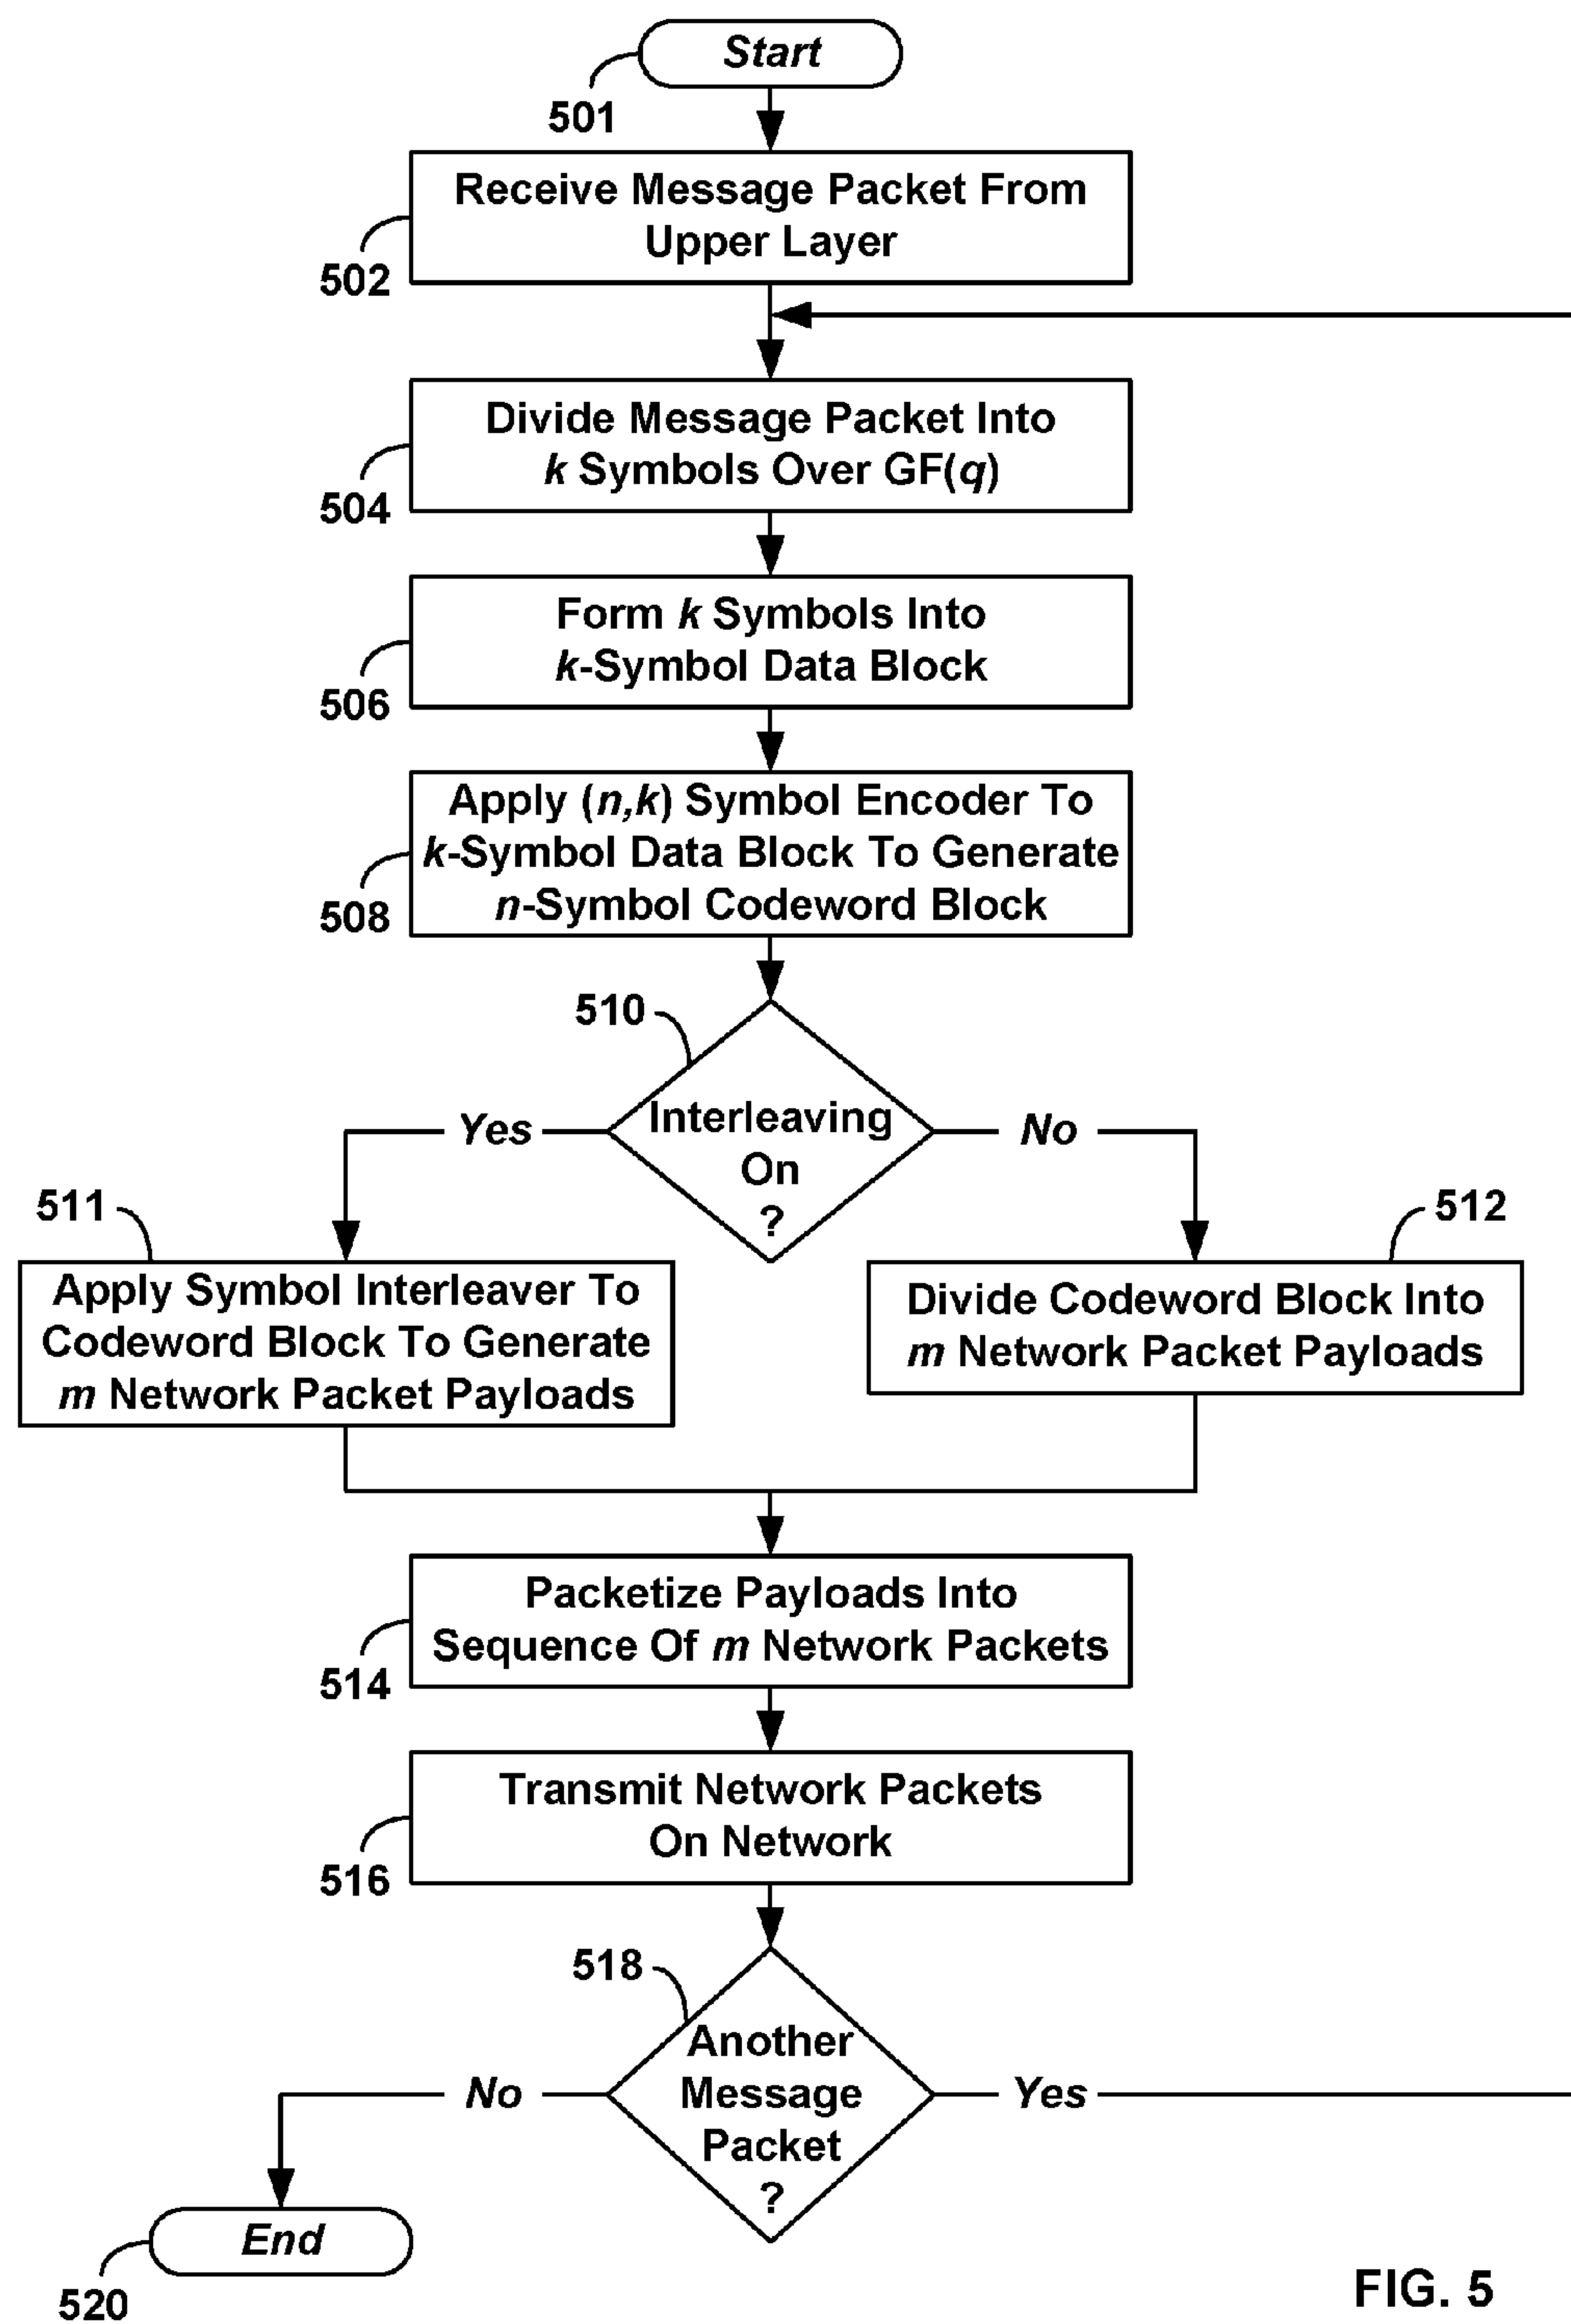 Start
501
Receive Message Packet From
Upper Layer
502
Divide Message Packet Into
k Symbols Over GF(q)
504
Form k Symbols Into
k-Symbol Data Block
506
Apply (n,k) Symbol Encoder To
k-Symbol Data Block To Generate
n-Symbol Codeword Block
508
510
Interleaving
On
?
Yes
No
511
Apply Symbol Interleaver To
Codeword Block To Generate
m Network Packet Payloads
512
Divide Codeword Block Into
m Network Packet Payloads
Packetize Payloads Into
Sequence Of m Network Packets
514
Transmit Network Packets
On Network
516
518
Another
Message
Packet
?
No
Yes
End
520
FIG. 5